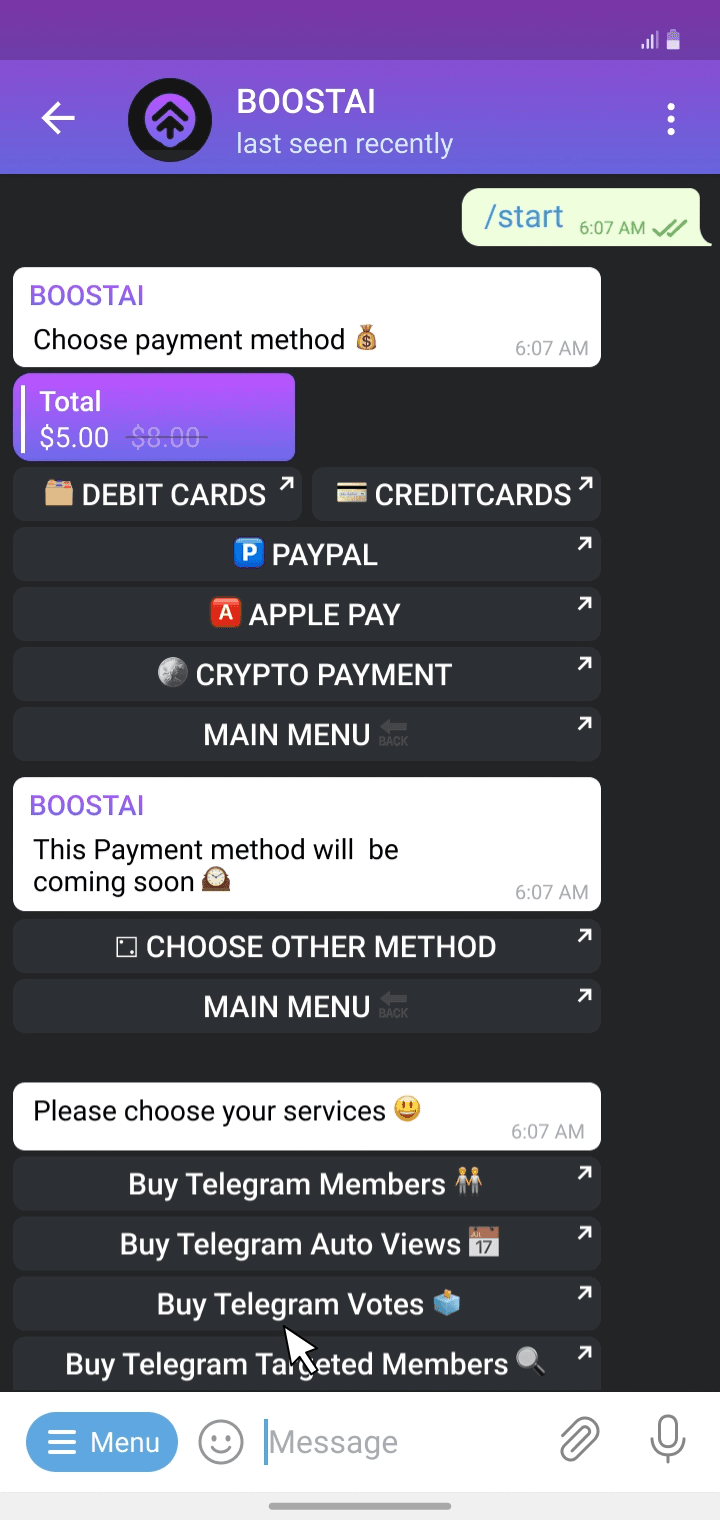 BOOSTAI
last seen recently
/start 6:07 AM
BOOSTAI
Choose payment method 💰
6:07 AM
Total
$5.00 $8.00
🗂️ DEBIT CARDS 💳 CREDITCARDS
🅿️ PAYPAL
🅰️ APPLE PAY
CRYPTO PAYMENT
MAIN MENU 🔙
BOOSTAI
This Payment method will  be
coming soon 🕰️
6:07 AM
CHOOSE OTHER METHOD
MAIN MENU 🔙
Please choose your services 😃
6:07 AM
Buy Telegram Members
Buy Telegram Auto Views 📅
Buy Telegram Votes 🗳️
Buy Telegram Targeted Members 🔍
Menu Message